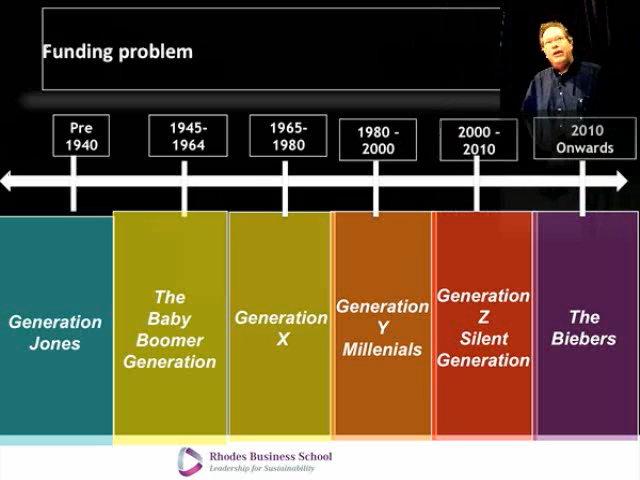 Funding problem
Pre
1940
1945-
1964
1965-
1980
1980 -
2000
2000 -
2010
2010
Onwards
Generation
Jones
The
Baby
Boomer
Generation
Generation
X
Generation
Y
Millenials
Generation
Z
Silent
Generation
The
Biebers
Rhodes Business School
Leadership for Sustainability